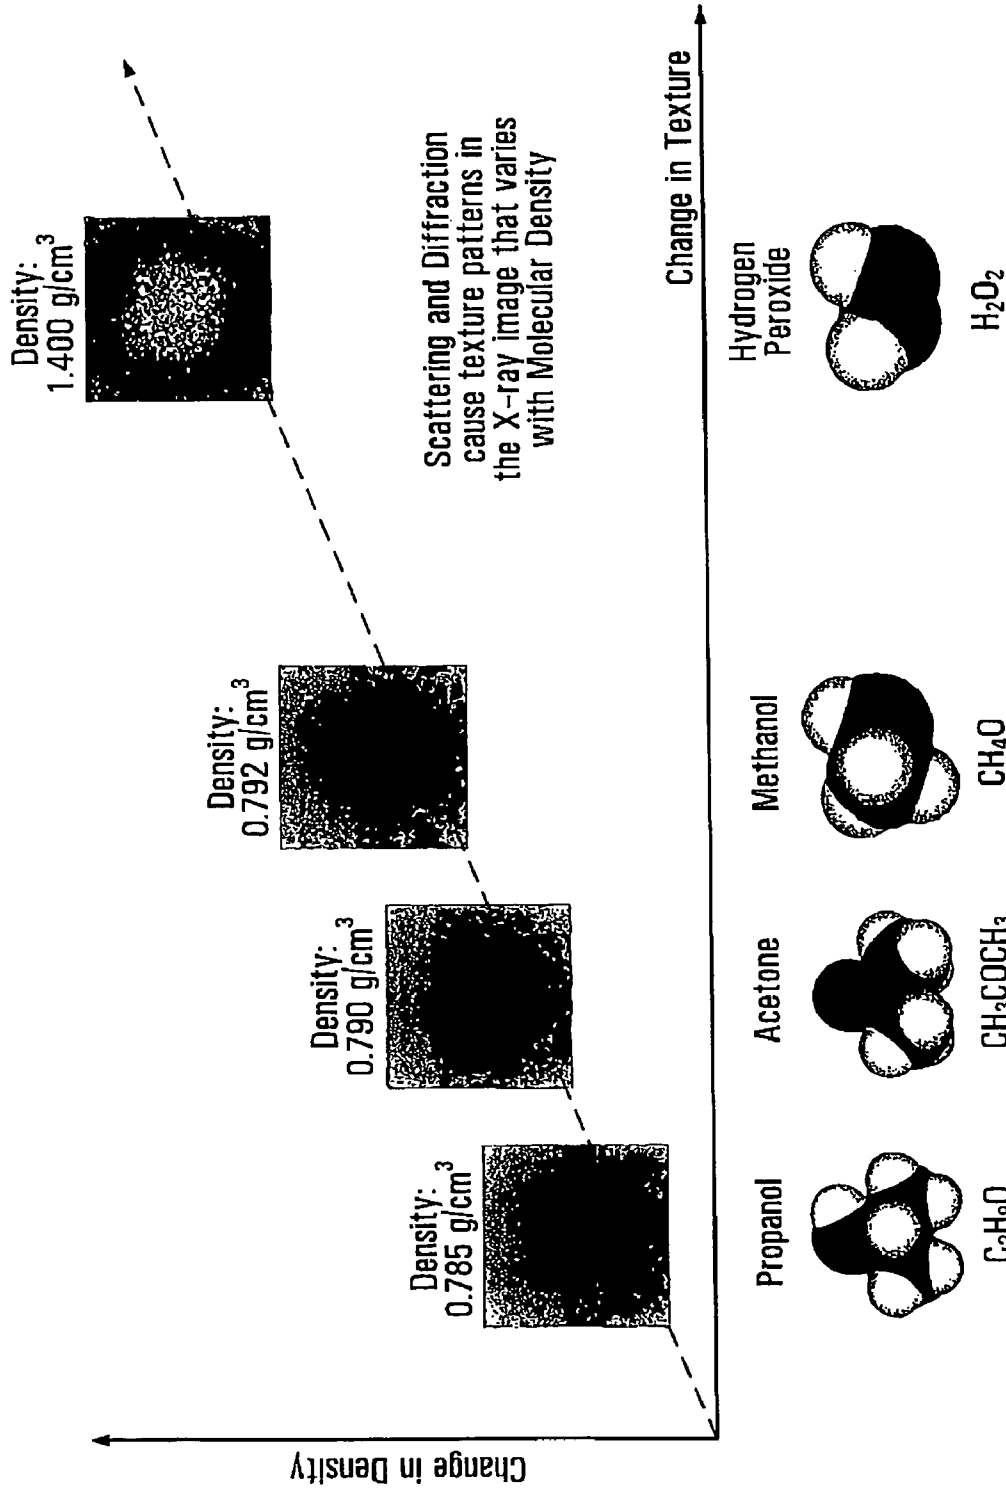 Density:
1.400 g/cm³
Density:
0.792 g/cm³
Density:
0.790 g/cm³
Density:
0.785 g/cm³
Scattering and Diffraction
cause texture patterns in
the X-ray image that varies
with Molecular Density
Change in Density
Change in Texture
Propanol
Acetone
Methanol
Hydrogen
Peroxide
C₃H₈O
CH₃COCH₃
CH₄O
H₂O₂